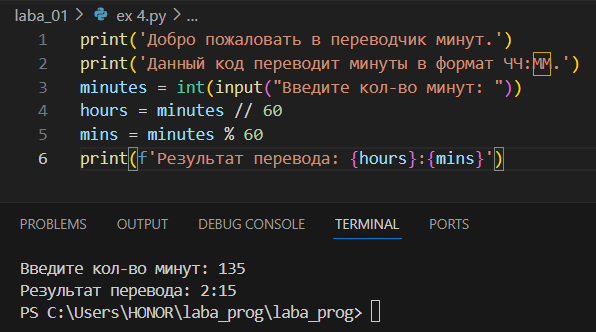 laba_01 > ex 4.py > ...
1 print('Добро пожаловать в переводчик минут.')
2 print('Данный код переводит минуты в формат ЧЧ:ММ.')
3 minutes = int(input("Введите кол-во минут: "))
4 hours = minutes // 60
5 mins = minutes % 60
6 print(f'Результат перевода: {hours}:{mins}')
PROBLEMS OUTPUT DEBUG CONSOLE TERMINAL PORTS
Введите кол-во минут: 135
Результат перевода: 2:15
PS C:\Users\HONOR\laba_prog\laba_prog>